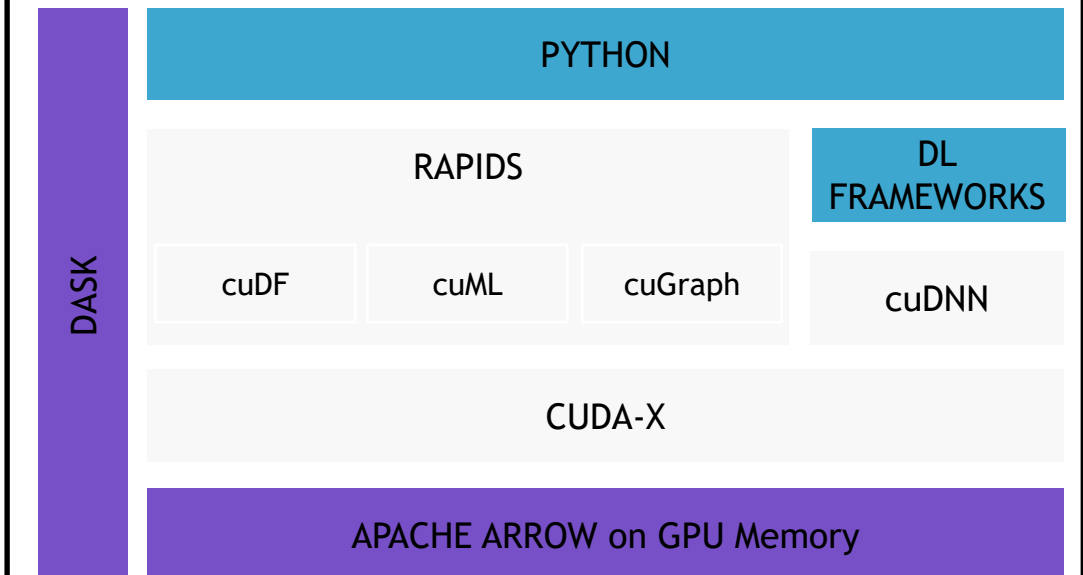 DASK
PYTHON
RAPIDS
DL
FRAMEWORKS
cuDF
cuML
cuGraph
cuDNN
CUDA-X
APACHE ARROW on GPU Memory